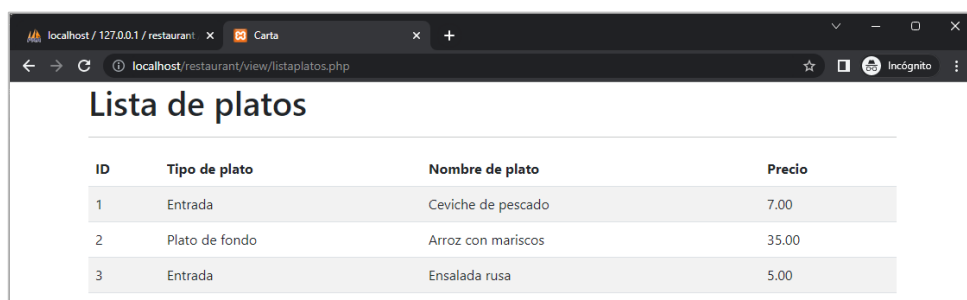 localhost / 127.0.0.1 / restaurant
Carta
localhost/restaurant/view/listaplatos.php
Incógnito
Lista de platos
ID Tipo de plato Nombre de plato Precio
1 Entrada Ceviche de pescado 7.00
2 Plato de fondo Arroz con mariscos 35.00
3 Entrada Ensalada rusa 5.00